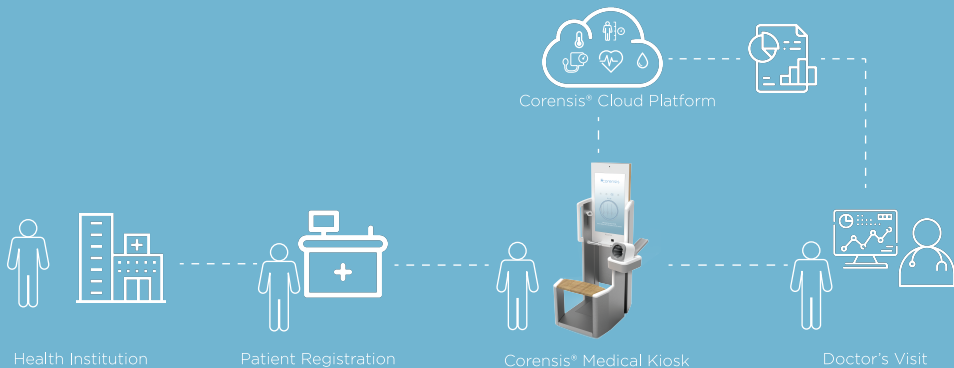 Corensis® Cloud Platform
Health Institution
Patient Registration
Corensis® Medical Kiosk
Doctor's Visit